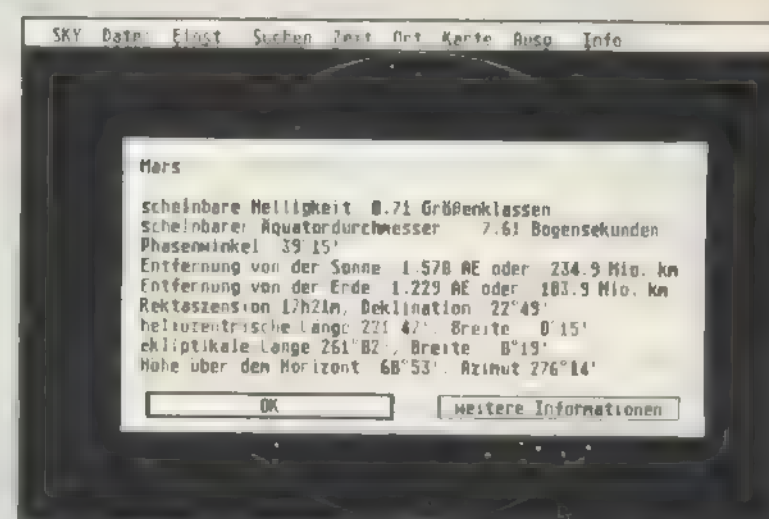 SKY Datei Einst Suchen Zeit Ort Karte Ausg Info
Mars
scheinbare Helligkeit 0.71 Größenklassen
scheinbarer Äquatordurchmesser 7.61 Bogensekunden
Phasenwinkel 39°15'
Entfernung von der Sonne 1.570 AE oder 234.9 Mio. km
Entfernung von der Erde 1.229 AE oder 183.9 Mio. km
Rektaszension 17h21m, Deklination 22°49'
heliozentrische Länge 221°47', Breite 0°15'
ekliptikale Länge 261°02', Breite 0°19'
Höhe über dem Horizont 60°53', Azimut 276°14'
OK
weitere Informationen